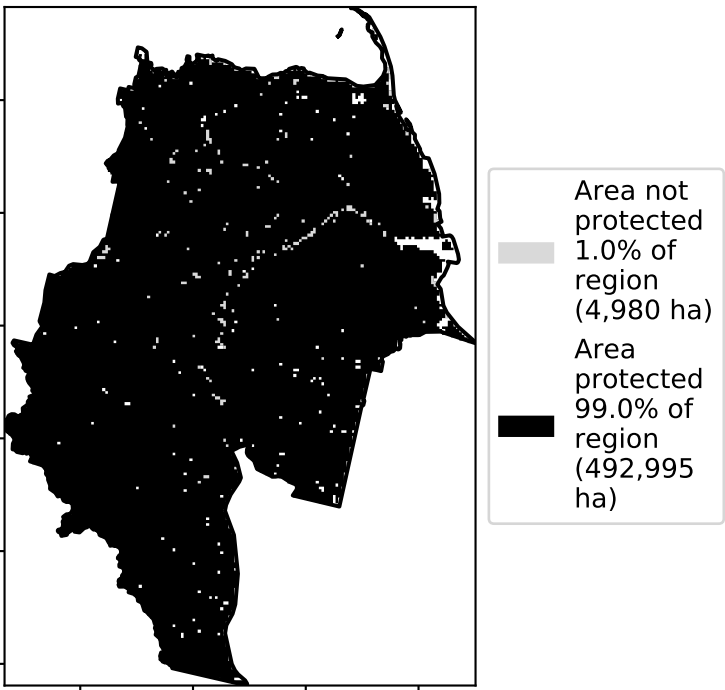 Area not
protected
1.0% of
region
(4,980 ha)
Area
protected
99.0% of
region
(492,995
ha)